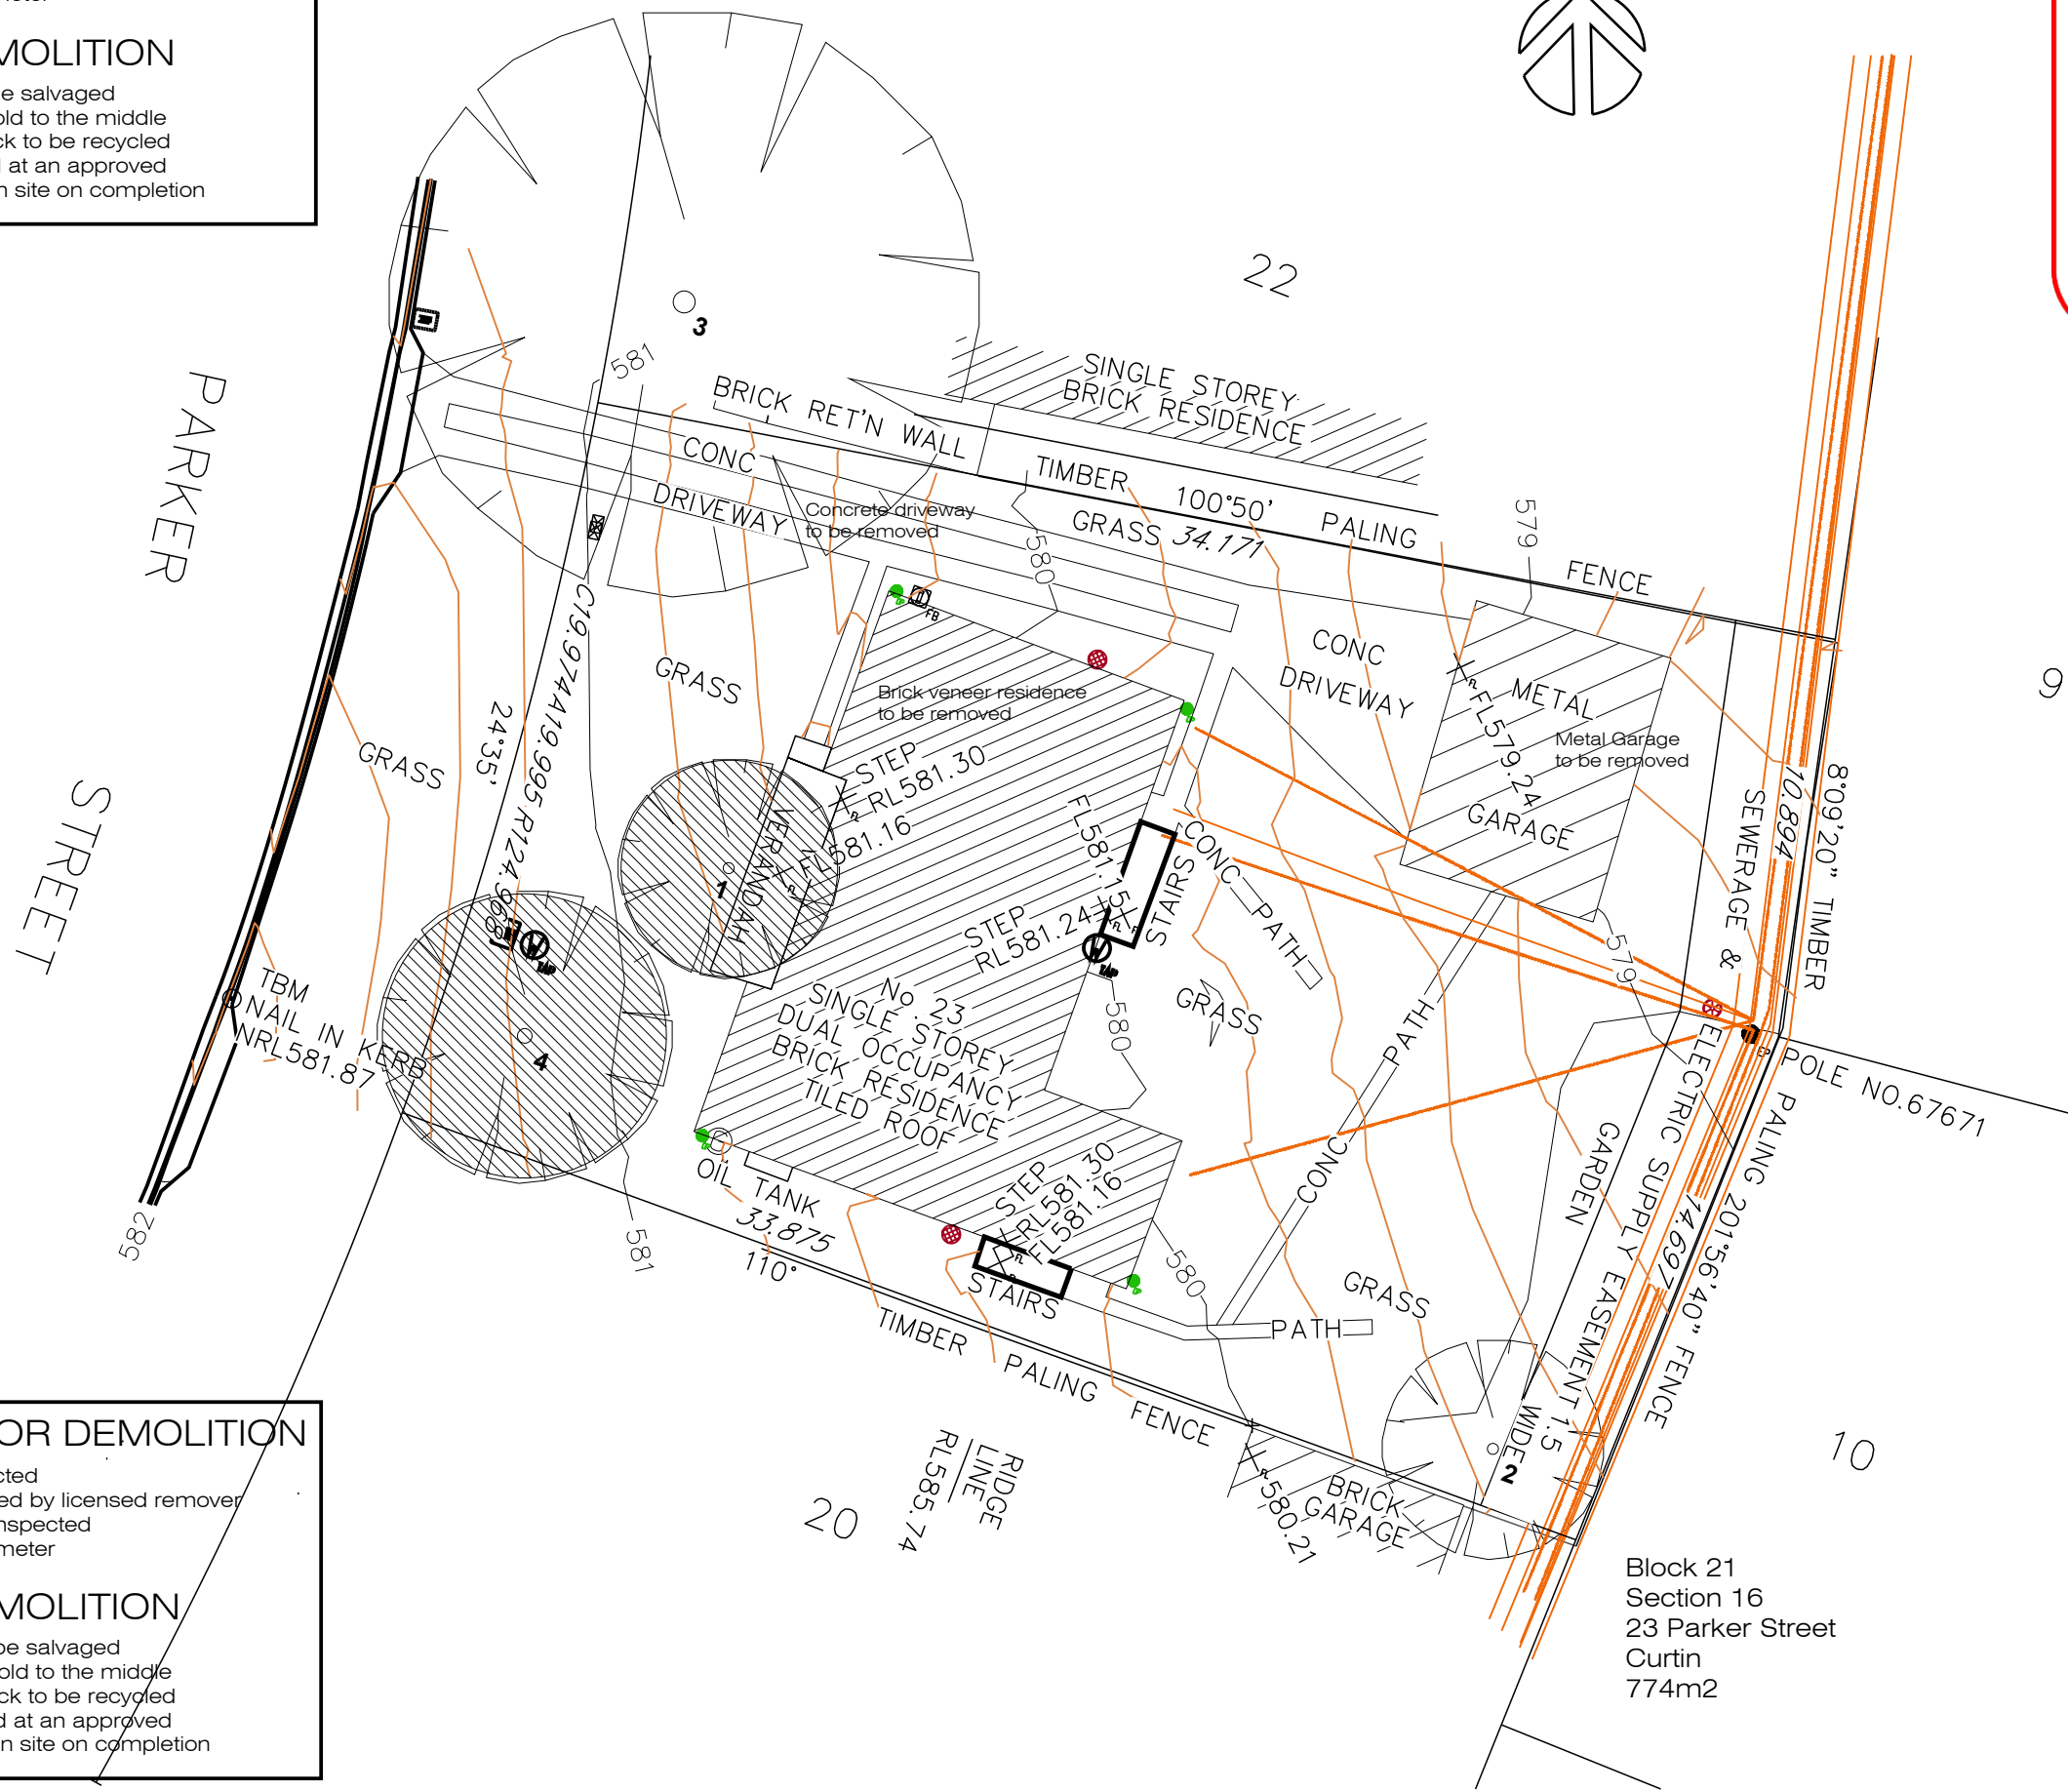 MOLITION
e salvaged
old to the middle
ck to be recycled
at an approved
n site on completion
22
3
581
SINGLE STOREY
BRICK RESIDENCE
BRICK RET'N WALL
CONC
DRIVEWAY
Concrete driveway
to be removed
TIMBER
100°50'
PALING
FENCE
GRASS
34.171
580
579
PARKER
STREET
C19.974
A19.995
R124.968
24°35'
GRASS
GRASS
FB
Brick veneer residence
to be removed
CONC
DRIVEWAY
METAL
GARAGE
FL579.24
Metal Garage
to be removed
9
STEP
RL581.30
FL581.16
VERANDAH
1
FL581.15
STEP
RL581.24
STAIRS
CONC
PATH
SEWERAGE &
10.894
8°09'20" TIMBER
TAP
TAP
TBM
NAIL IN KERB
NRL581.87
4
No 23
SINGLE STOREY
DUAL OCCUPANCY
BRICK RESIDENCE
TILED ROOF
580
GRASS
579
PATH
CONC
POLE NO.67671
ELECTRIC SUPPLY EASEMENT 1.5
WIDE
PALING 201°56'40" FENCE
14.697
GARDEN
OIL TANK
33.875
110°
STEP
RL581.30
FL581.16
STAIRS
580
582
581
GRASS
PATH
TIMBER
PALING
FENCE
RIDGE
LINE
RL585.74
580.21
BRICK
GARAGE
2
20
10
OR DEMOLITION
cted
ed by licensed remover
nspected
meter
MOLITION
be salvaged
old to the middle
ck to be recycled
d at an approved
n site on completion
Block 21
Section 16
23 Parker Street
Curtin
774m2